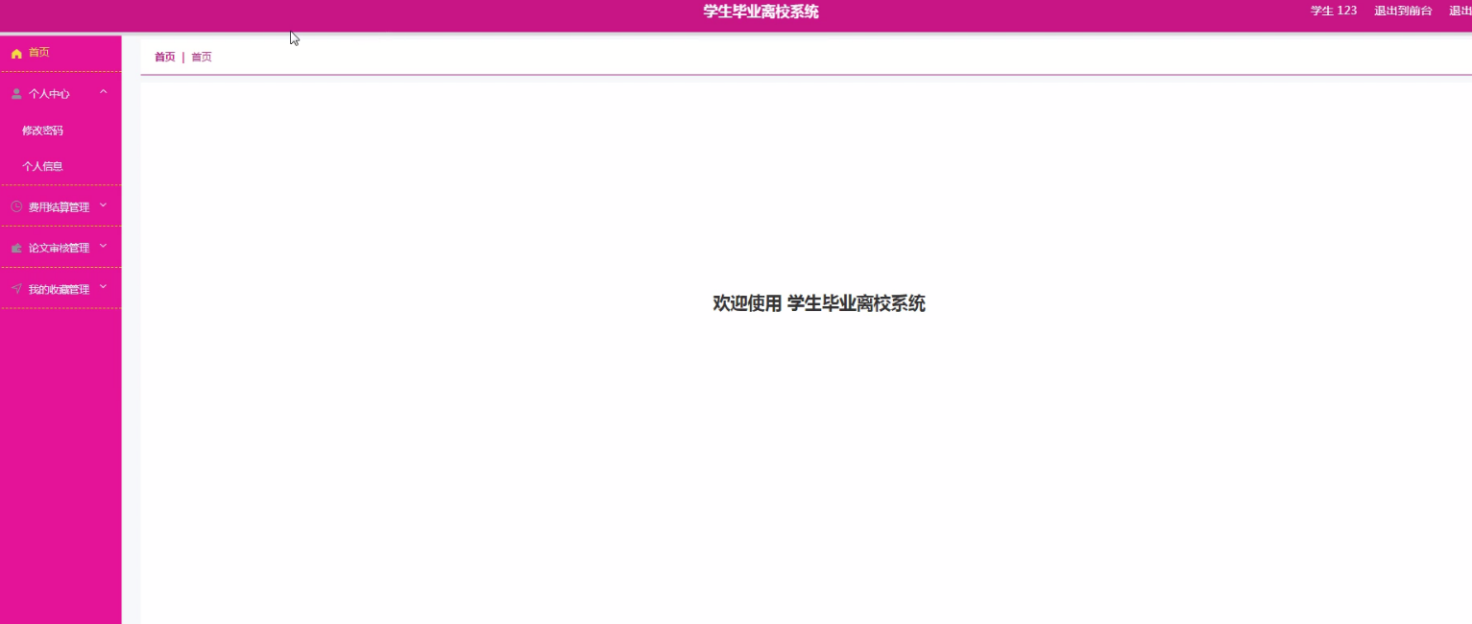 学生毕业离校系统
学生 123 退出到前台 退出
首页
首页 | 首页
个人中心
修改密码
个人信息
费用结算管理
论文审核管理
我的收藏管理
欢迎使用 学生毕业离校系统